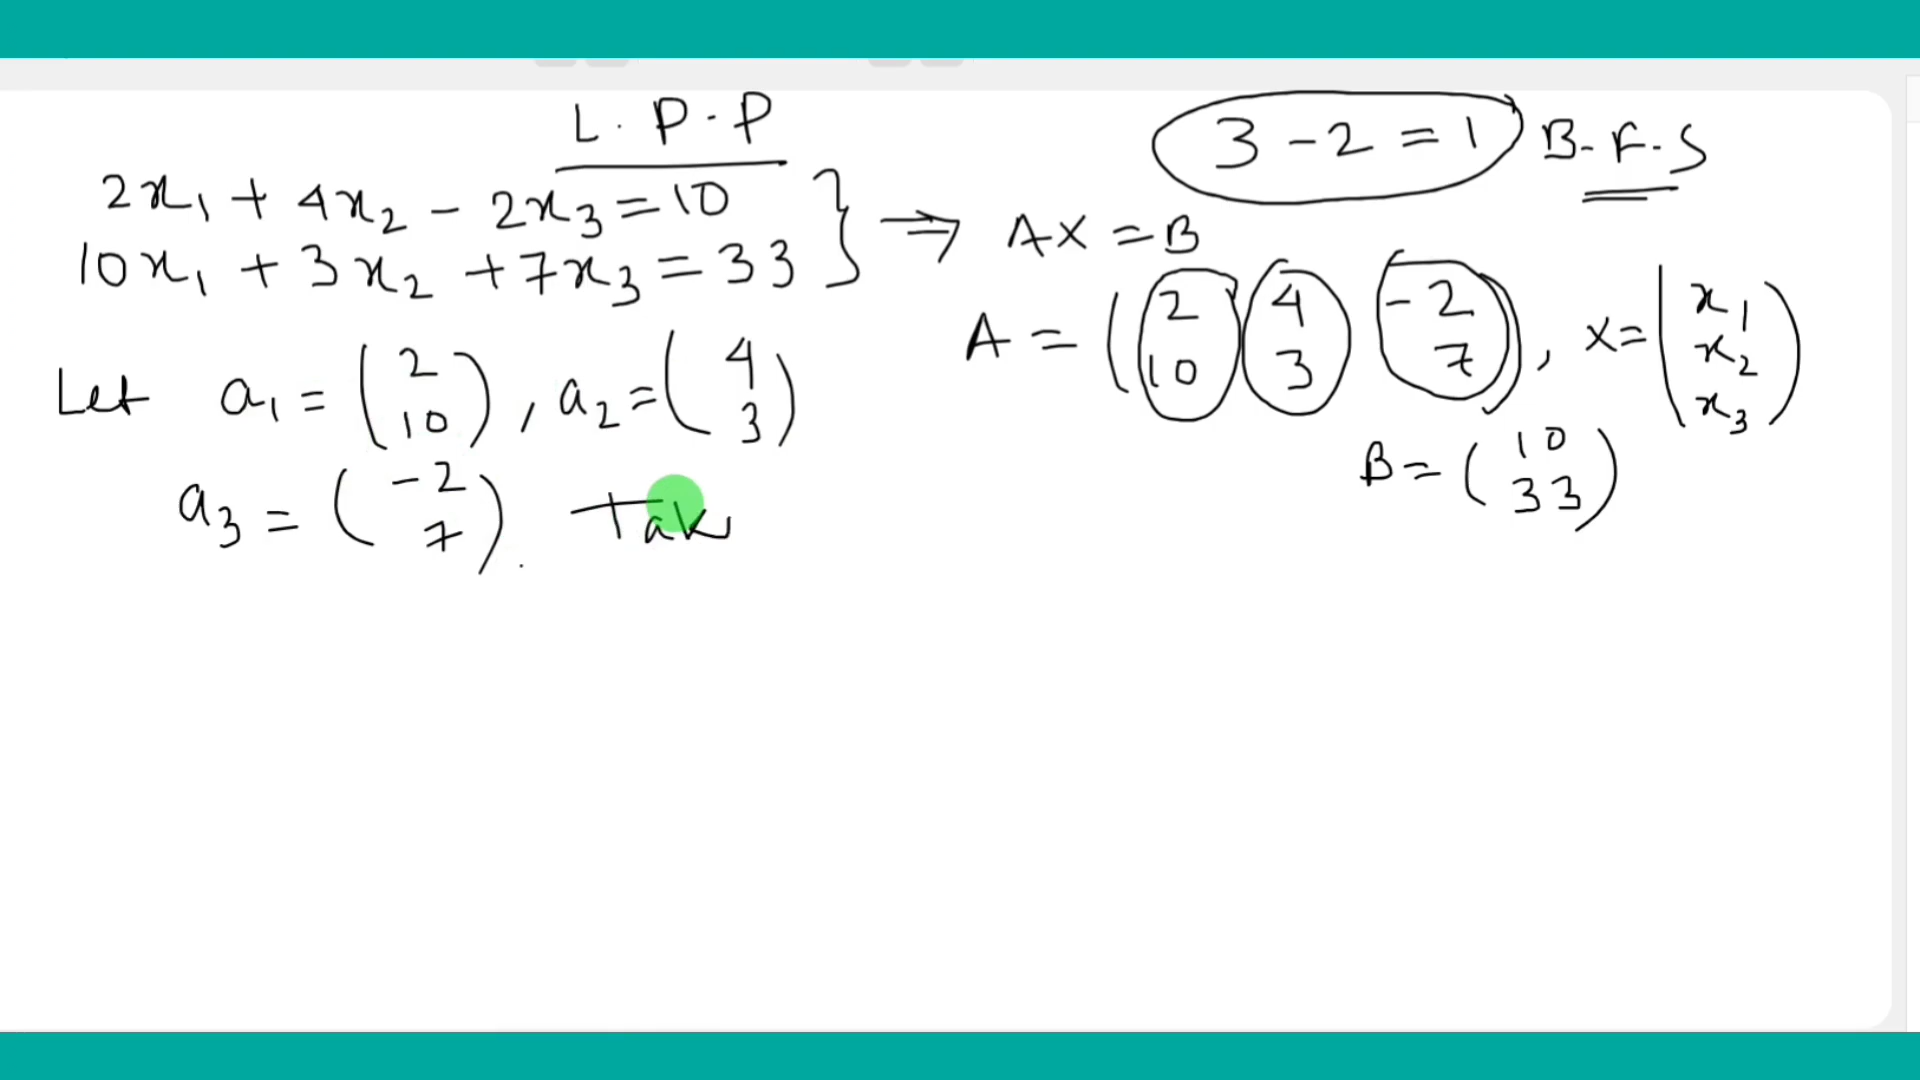 L.P.P
2x₁ + 4x₂ - 2x₃ = 10
10x₁ + 3x₂ + 7x₃ = 33
Let a₁ = (2 10), a₂ = (4 3)
a₃ = (-2 7). Tak
3 - 2 = 1 B.F.S
⇒ AX = B
A = (2 4 -2
10 3 7), X = (x₁ x₂ x₃)
B = (10 33)